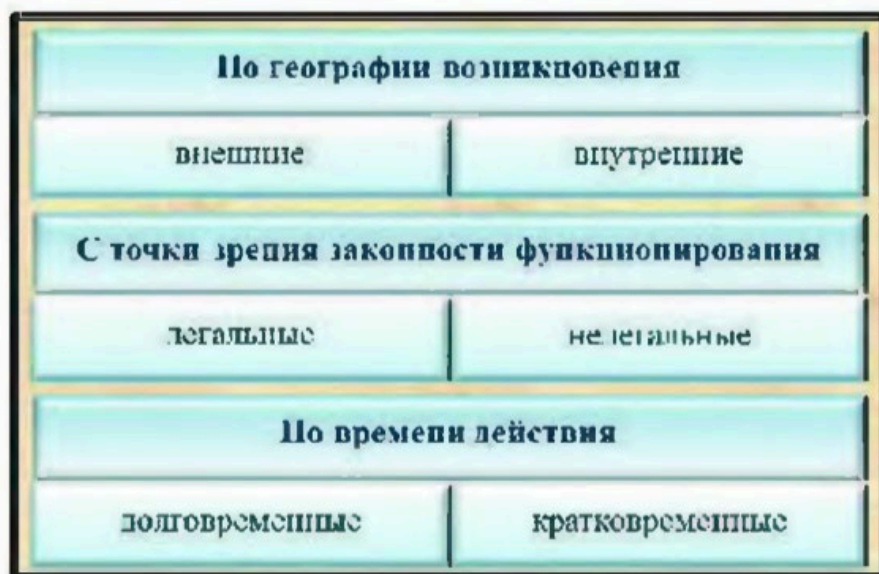 По географии возникновения
внешние
внутренние
С точки зрения законности функционирования
легальные
нелегальные
По времени действия
долговременные
кратковременные